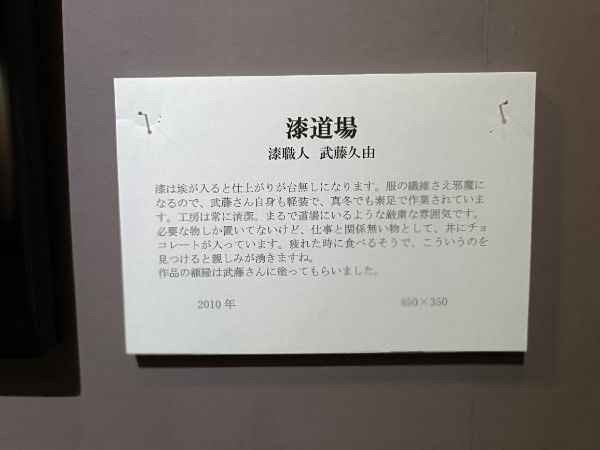 漆道場
漆職人 武藤久由
漆は埃が入ると仕上がりが台無しになります。服の繊維さえ邪魔に
なるので、武藤さん自身も軽装で、真冬でも素足で作業されていま
す。工房は常に清潔。まるで道場にいるような厳粛な雰囲気です。
必要な物しか置いてないけど、仕事と関係無い物として、丼にチョ
コレートが入っています。疲れた時に食べるそうで、こういうのを
見つけると親しみが湧きますね。
作品の額縁は武藤さんに塗ってもらいました。
2010 年 450×350